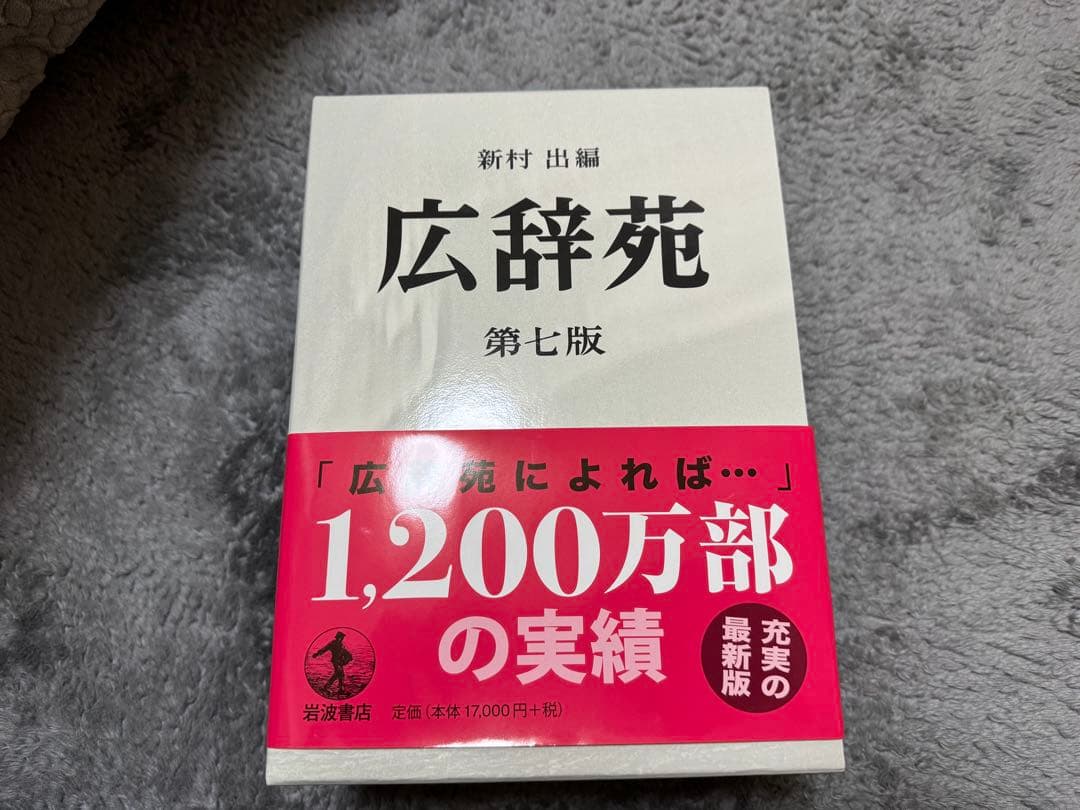 新村 出編
広辞苑
第七版
「広辞苑によれば…」
1,200万部
の実績
充実の
最新版
岩波書店
定価（本体17,000円＋税）